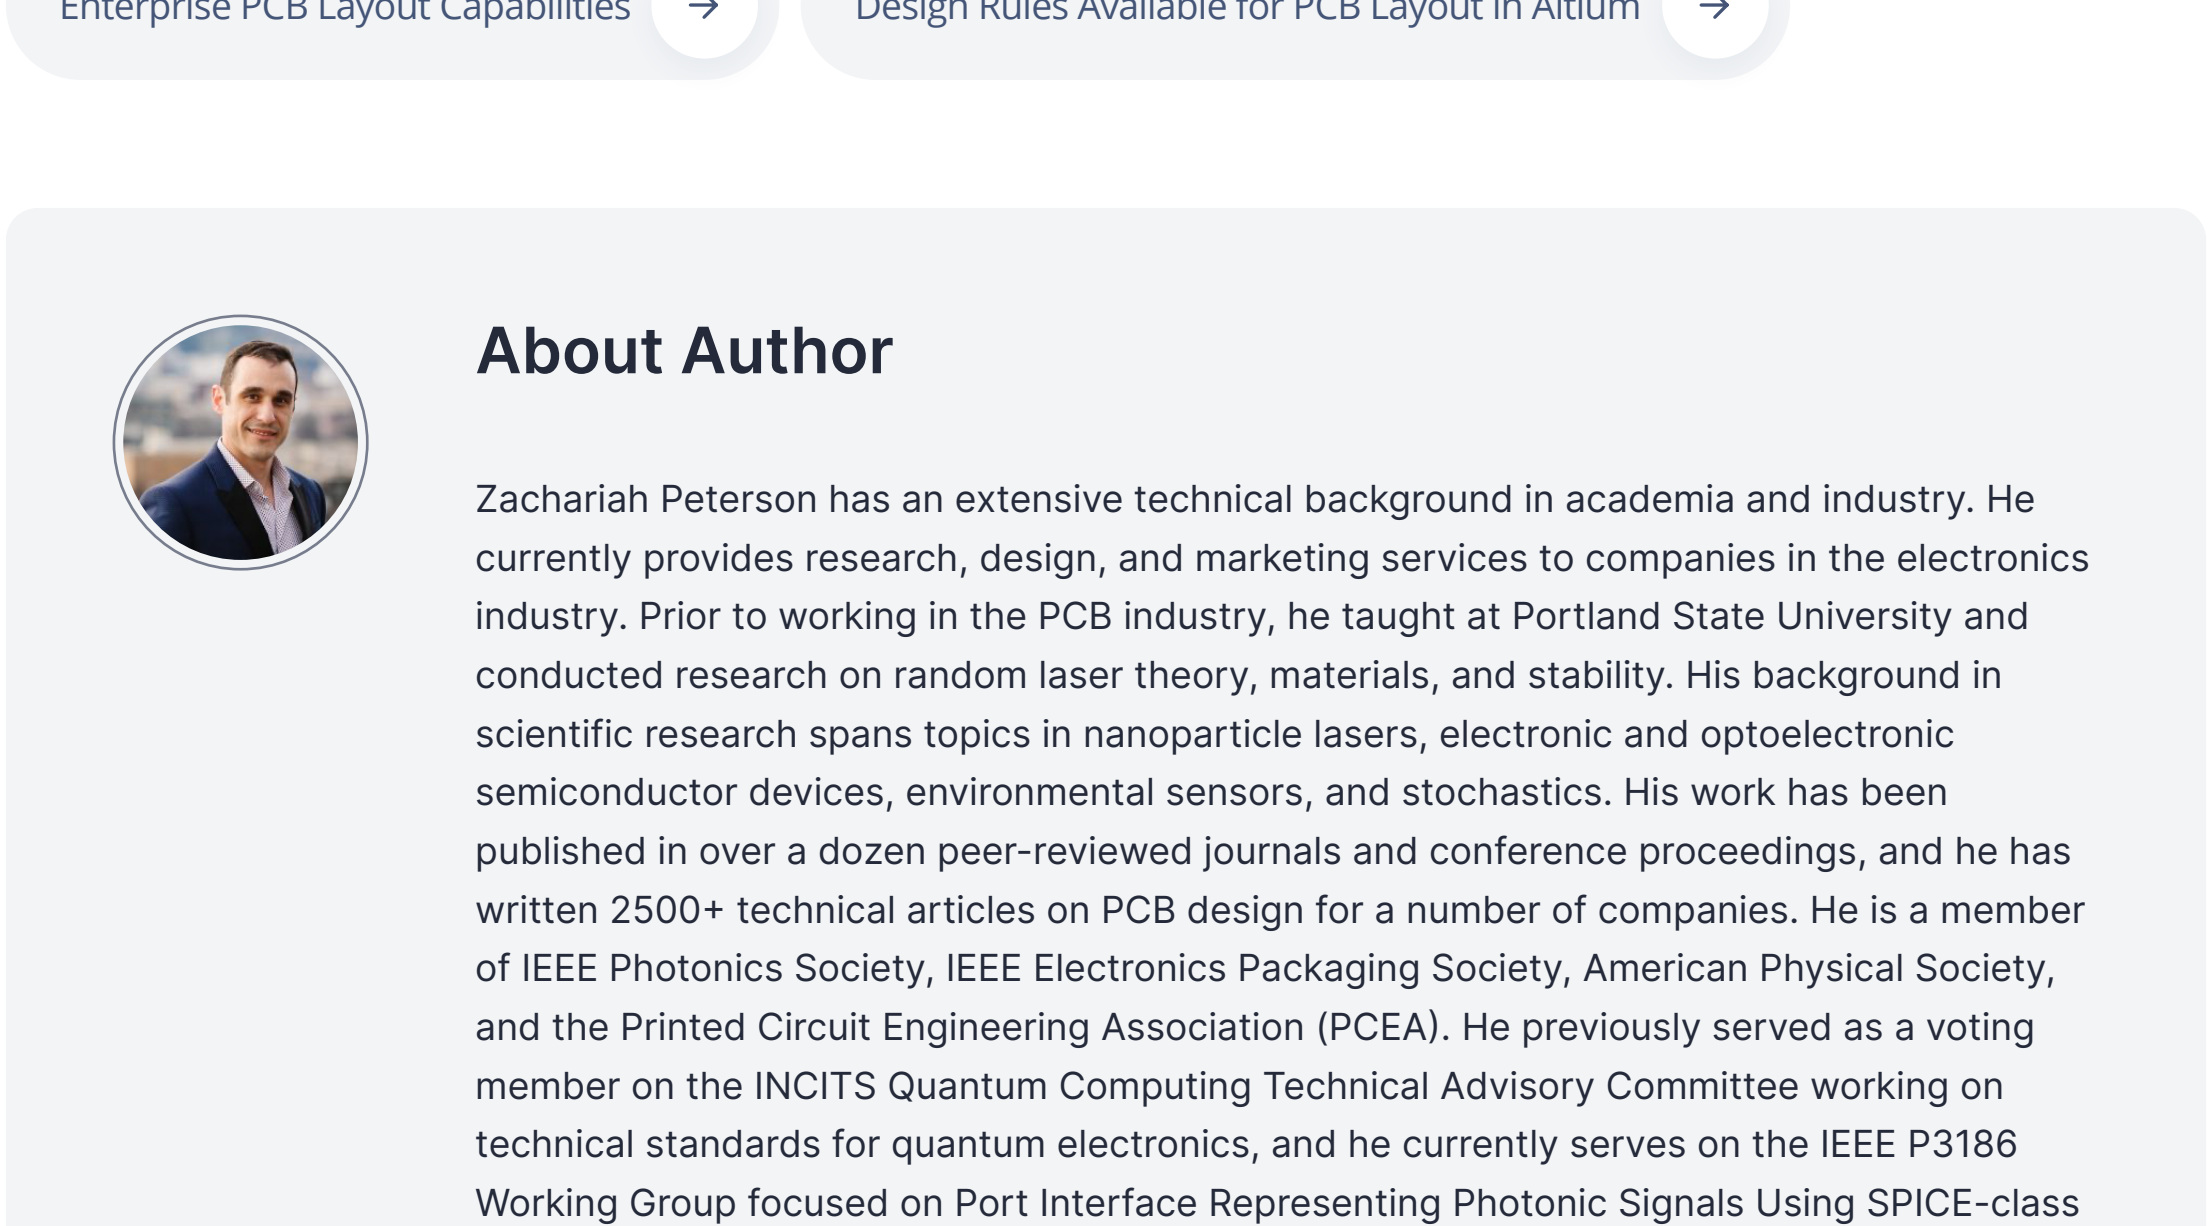 Enterprise PCB Layout Capabilities
Design Rules Available for PCB Layout in Altium
About Author
Zachariah Peterson has an extensive technical background in academia and industry. He
currently provides research, design, and marketing services to companies in the electronics
industry. Prior to working in the PCB industry, he taught at Portland State University and
conducted research on random laser theory, materials, and stability. His background in
scientific research spans topics in nanoparticle lasers, electronic and optoelectronic
semiconductor devices, environmental sensors, and stochastics. His work has been
published in over a dozen peer-reviewed journals and conference proceedings, and he has
written 2500+ technical articles on PCB design for a number of companies. He is a member
of IEEE Photonics Society, IEEE Electronics Packaging Society, American Physical Society,
and the Printed Circuit Engineering Association (PCEA). He previously served as a voting
member on the INCITS Quantum Computing Technical Advisory Committee working on
technical standards for quantum electronics, and he currently serves on the IEEE P3186
Working Group focused on Port Interface Representing Photonic Signals Using SPICE-class